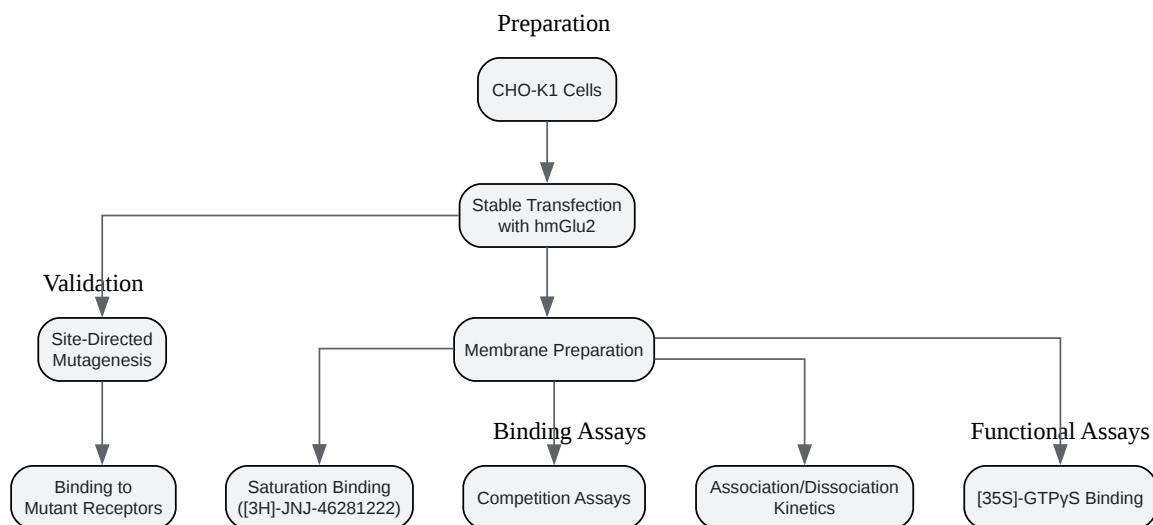 Preparation
CHO-K1 Cells
Stable Transfection
with hmGlu2
Validation
Site-Directed
Mutagenesis
Membrane Preparation
Binding Assays
Functional Assays
Binding to
Mutant Receptors
Saturation Binding
([3H]-JNJ-46281222)
Competition Assays
Association/Dissociation
Kinetics
[35S]-GTPγS Binding